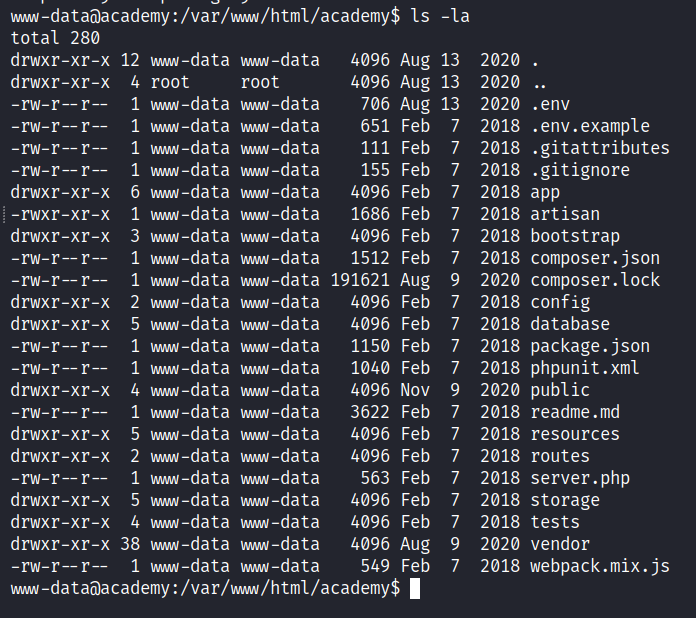 www-data@academy:/var/www/html/academy$ ls -la
total 280
drwxr-xr-x 12 www-data www-data   4096 Aug 13  2020 .
drwxr-xr-x  4 root     root       4096 Aug 13  2020 ..
-rw-r--r--  1 www-data www-data    706 Aug 13  2020 .env
-rw-r--r--  1 www-data www-data    651 Feb  7  2018 .env.example
-rw-r--r--  1 www-data www-data    111 Feb  7  2018 .gitattributes
-rw-r--r--  1 www-data www-data    155 Feb  7  2018 .gitignore
drwxr-xr-x  6 www-data www-data   4096 Feb  7  2018 app
-rwxr-xr-x  1 www-data www-data   1686 Feb  7  2018 artisan
drwxr-xr-x  3 www-data www-data   4096 Feb  7  2018 bootstrap
-rw-r--r--  1 www-data www-data   1512 Feb  7  2018 composer.json
-rw-r--r--  1 www-data www-data 191621 Aug  9  2020 composer.lock
drwxr-xr-x  2 www-data www-data   4096 Feb  7  2018 config
drwxr-xr-x  5 www-data www-data   4096 Feb  7  2018 database
-rw-r--r--  1 www-data www-data   1150 Feb  7  2018 package.json
-rw-r--r--  1 www-data www-data   1040 Feb  7  2018 phpunit.xml
drwxr-xr-x  4 www-data www-data   4096 Nov  9  2020 public
-rw-r--r--  1 www-data www-data   3622 Feb  7  2018 readme.md
drwxr-xr-x  5 www-data www-data   4096 Feb  7  2018 resources
drwxr-xr-x  2 www-data www-data   4096 Feb  7  2018 routes
-rw-r--r--  1 www-data www-data    563 Feb  7  2018 server.php
drwxr-xr-x  5 www-data www-data   4096 Feb  7  2018 storage
drwxr-xr-x  4 www-data www-data   4096 Feb  7  2018 tests
drwxr-xr-x 38 www-data www-data   4096 Aug  9  2020 vendor
-rw-r--r--  1 www-data www-data    549 Feb  7  2018 webpack.mix.js
www-data@academy:/var/www/html/academy$